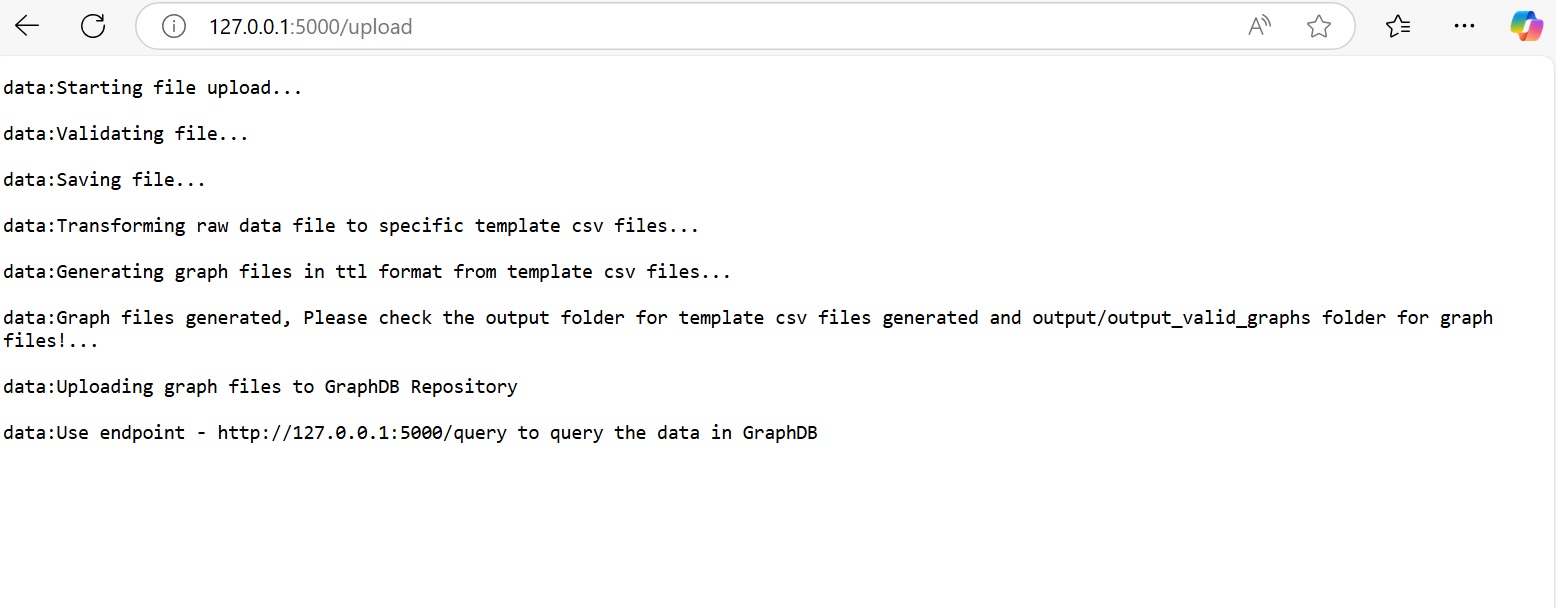 127.0.0.1:5000/upload
data:Starting file upload...
data:Validating file...
data:Saving file...
data:Transforming raw data file to specific template csv files...
data:Generating graph files in ttl format from template csv files...
data:Graph files generated, Please check the output folder for template csv files generated and output/output_valid_graphs folder for graph
files!...
data:Uploading graph files to GraphDB Repository
data:Use endpoint - http://127.0.0.1:5000/query to query the data in GraphDB